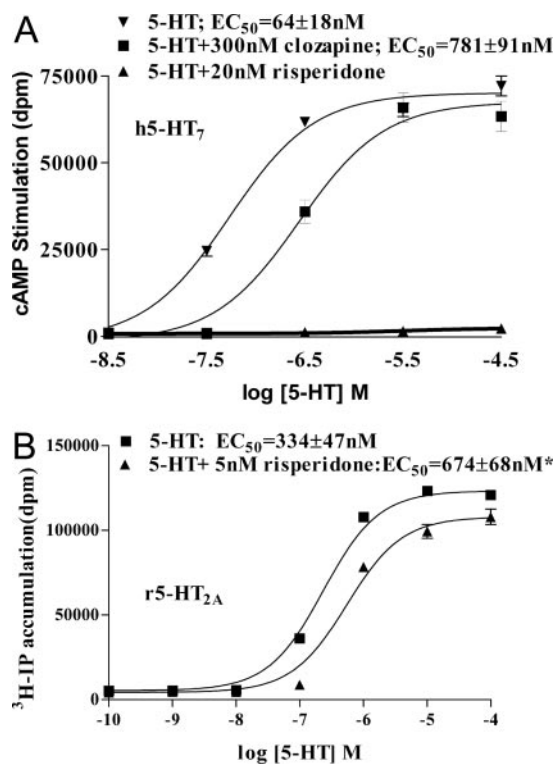 A
5-HT; EC50=64±18nM
5-HT+300nM clozapine; EC50=781±91nM
5-HT+20nM risperidone
75000
50000
25000
0
cAMP Stimulation (dpm)
h5-HT7
-8.5 -7.5 -6.5 -5.5 -4.5
log [5-HT] M
B
5-HT: EC50=334±47nM
5-HT+ 5nM risperidone:EC50=674±68nM*
150000
100000
50000
0
3H-IP accumulation(dpm)
r5-HT2A
-10 -9 -8 -7 -6 -5 -4
log [5-HT] M